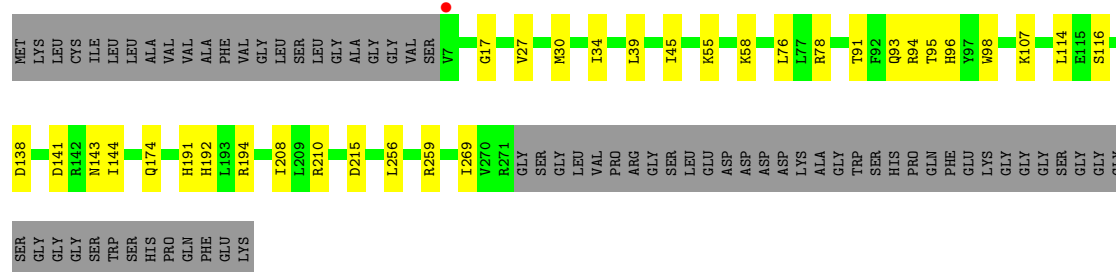 MET LYS LEU CYS ILE LEU LEU ALA VAL VAL ALA PHE VAL GLY LEU SER LEU GLY ALA GLY GLY VAL SER V7 G17 V27 M30 I34 L39 I45 K55 K58 L76 L77 R78 T91 F92 Q93 R94 T95 H96 Y97 W98 K107 L114 E115 S116
D138 D141 R142 N143 I144 Q174 H191 H192 L193 R194 I208 L209 R210 D215 L256 R259 I269 V270 R271 GLY SER GLY LEU VAL PRO ARG GLY SER LEU GLU ASP ASP ASP ASP LYS ALA GLY TRP SER HIS PRO GLN PHE GLU LYS GLY GLY GLY SER GLY GLY
SER GLY GLY GLY SER TRP SER HIS PRO GLN PHE GLU LYS